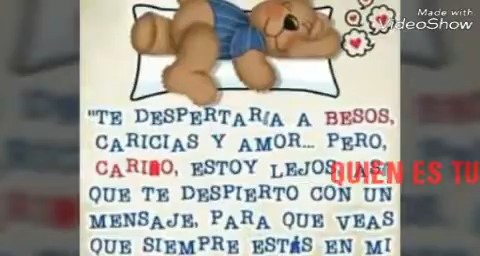 Made with
VideoShow
"TE DESPERTARÍA A BESOS,
CARICIAS Y AMOR... PERO,
CARIÑO, ESTOY LEJOS
QUIEN ES TU
QUE TE DESPIERTO CON UN
MENSAJE, PARA QUE VEAS
QUE SIEMPRE ESTÁS EN MI